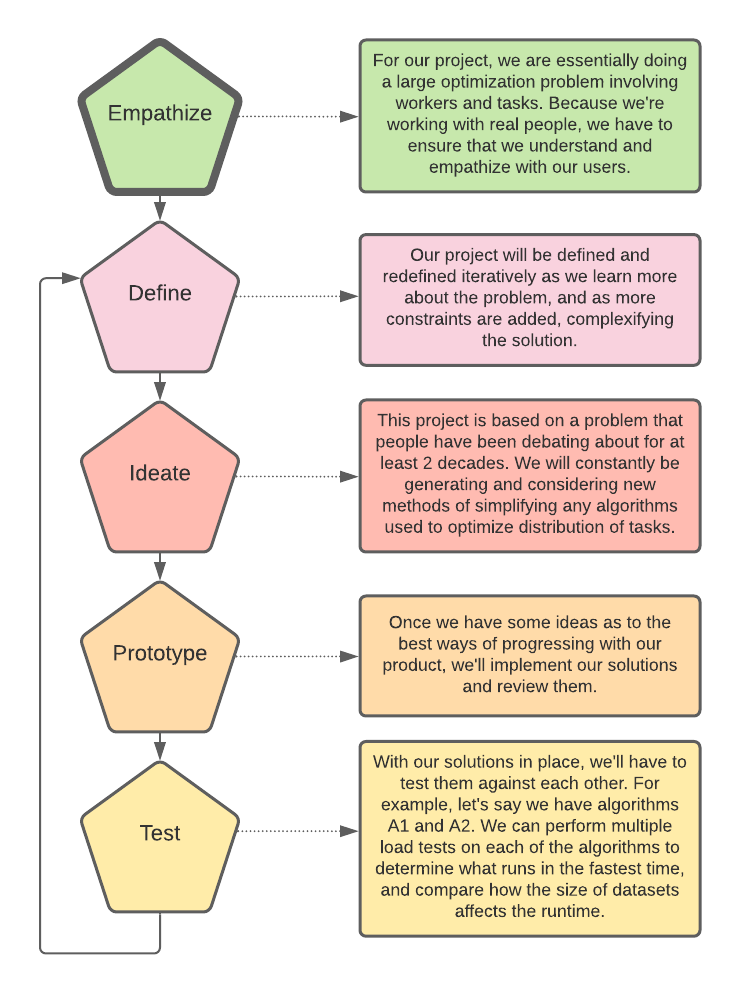 Empathize
For our project, we are essentially doing
a large optimization problem involving
workers and tasks. Because we're
working with real people, we have to
ensure that we understand and
empathize with our users.
Define
Our project will be defined and
redefined iteratively as we learn more
about the problem, and as more
constraints are added, complexifying
the solution.
Ideate
This project is based on a problem that
people have been debating about for at
least 2 decades. We will constantly be
generating and considering new
methods of simplifying any algorithms
used to optimize distribution of tasks.
Prototype
Once we have some ideas as to the
best ways of progressing with our
product, we'll implement our solutions
and review them.
Test
With our solutions in place, we'll have to
test them against each other. For
example, let's say we have algorithms
A1 and A2. We can perform multiple
load tests on each of the algorithms to
determine what runs in the fastest time,
and compare how the size of datasets
affects the runtime.